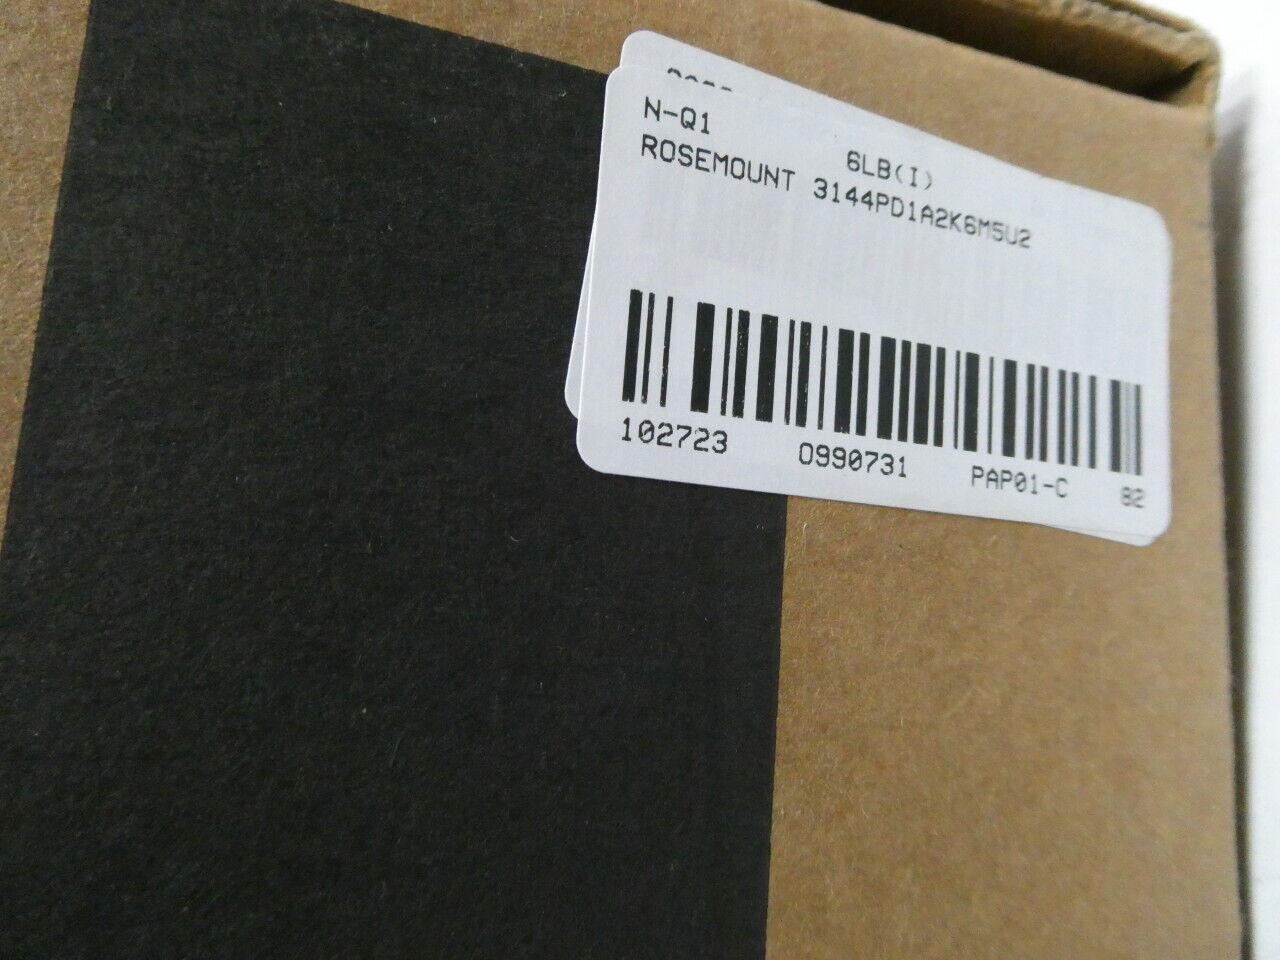 N-Q1
6LB(I)
ROSEMOUNT 3144PD1A2K6M5U2
102723 0990731 PAP01-C 82